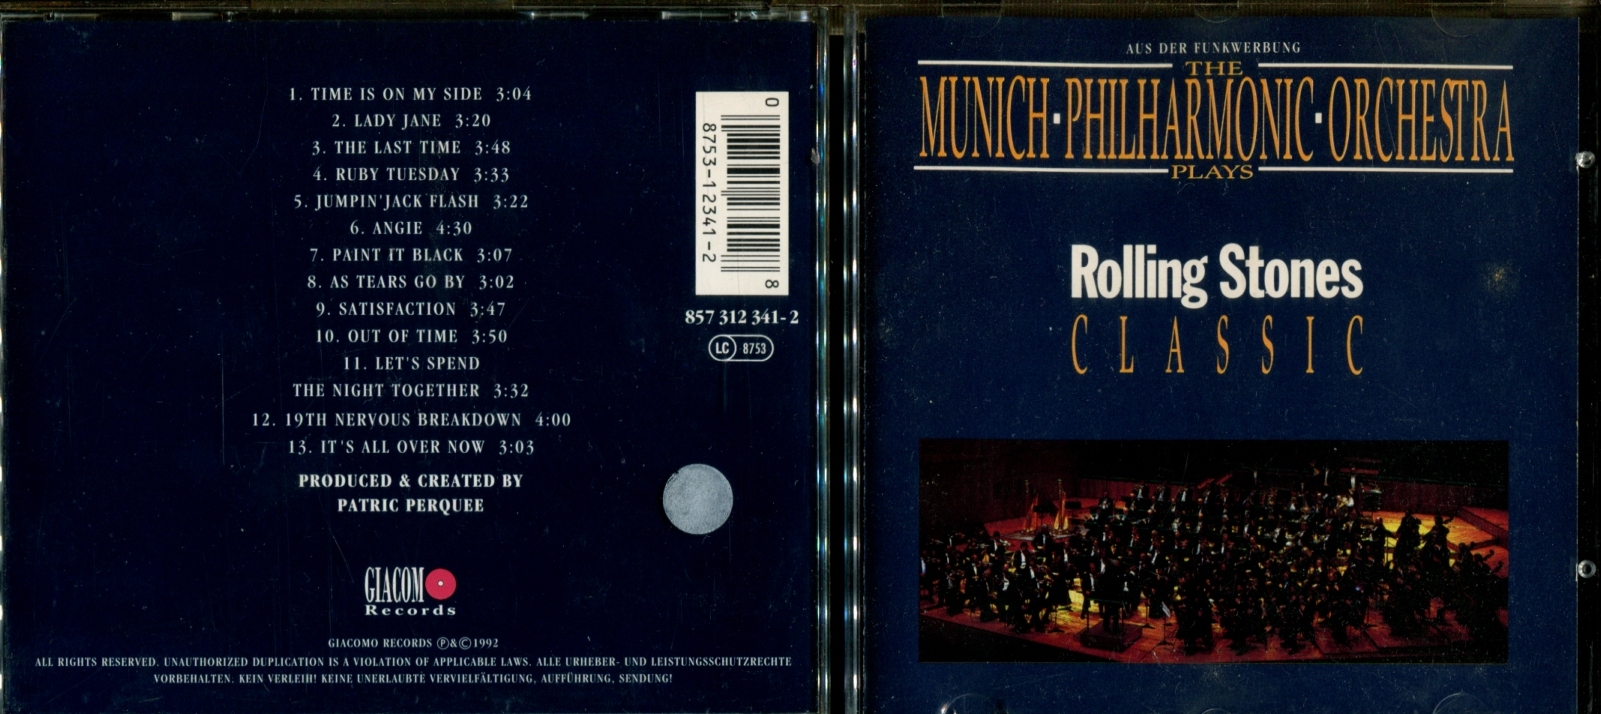 1. TIME IS ON MY SIDE 3:04
2. LADY JANE 3:20
3. THE LAST TIME 3:48
4. RUBY TUESDAY 3:33
5. JUMPIN'JACK FLASH 3:22
6. ANGIE 4:30
7. PAINT IT BLACK 3:07
8. AS TEARS GO BY 3:02
9. SATISFACTION 3:47
10. OUT OF TIME 3:50
11. LET'S SPEND
THE NIGHT TOGETHER 3:32
12. 19TH NERVOUS BREAKDOWN 4:00
13. IT'S ALL OVER NOW 3:03
PRODUCED & CREATED BY
PATRIC PERQUEE
GIACOMO
Records
GIACOMO RECORDS ℗&©1992
ALL RIGHTS RESERVED. UNAUTHORIZED DUPLICATION IS A VIOLATION OF APPLICABLE LAWS. ALLE URHEBER- UND LEISTUNGSSCHUTZRECHTE
VORBEHALTEN. KEIN VERLEIH! KEINE UNERLAUBTE VERVIELFÄLTIGUNG, AUFFÜHRUNG, SENDUNG!
0 8753-12341-2 8
857 312 341-2
LC 8753
AUS DER FUNKWERBUNG
THE
MUNICH·PHILHARMONIC·ORCHESTRA
PLAYS
Rolling Stones
CLASSIC